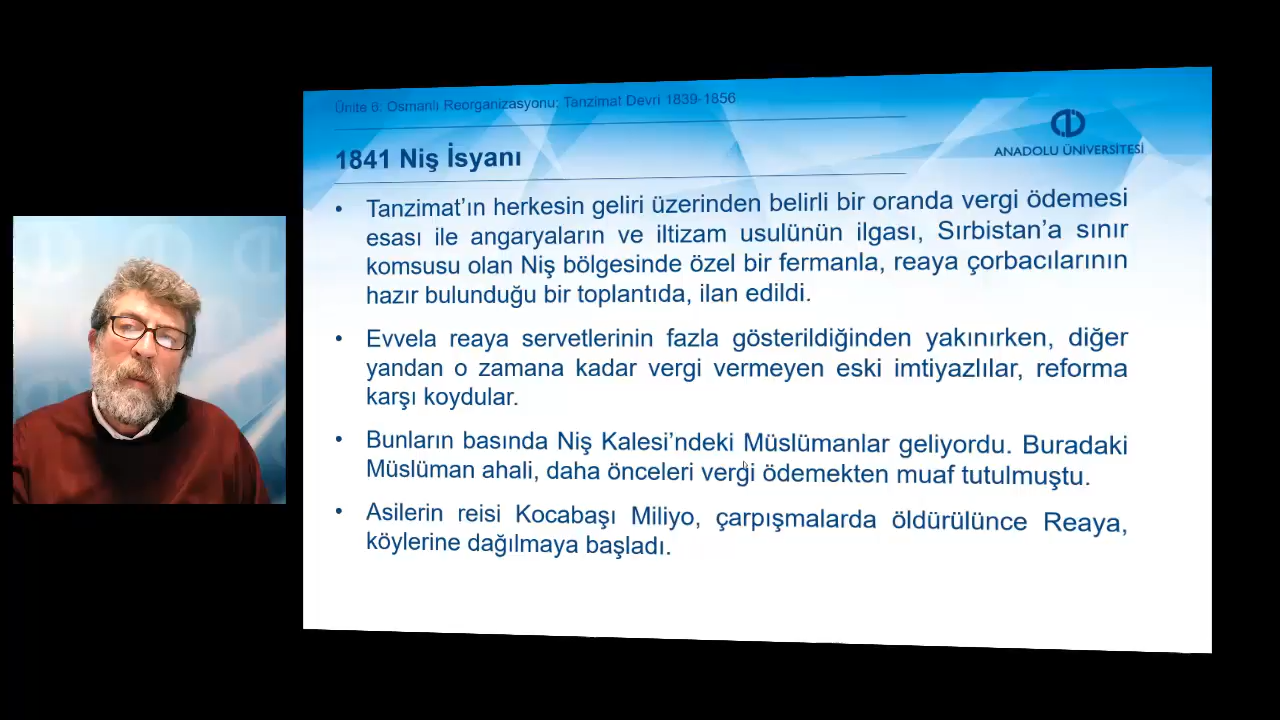 Ünite 6: Osmanlı Reorganizasyonu: Tanzimat Devri 1839-1856
ANADOLU ÜNİVERSİTESİ
1841 Niş İsyanı
• Tanzimat'ın herkesin geliri üzerinden belirli bir oranda vergi ödemesi
esası ile angaryaların ve iltizam usulünün ilgası, Sırbistan'a sınır
komsusu olan Niş bölgesinde özel bir fermanla, reaya çorbacılarının
hazır bulunduğu bir toplantıda, ilan edildi.
• Evvela reaya servetlerinin fazla gösterildiğinden yakınırken, diğer
yandan o zamana kadar vergi vermeyen eski imtiyazlılar, reforma
karşı koydular.
• Bunların basında Niş Kalesi'ndeki Müslümanlar geliyordu. Buradaki
Müslüman ahali, daha önceleri vergi ödemekten muaf tutulmuştu.
• Asilerin reisi Kocabaşı Miliyo, çarpışmalarda öldürülünce Reaya,
köylerine dağılmaya başladı.